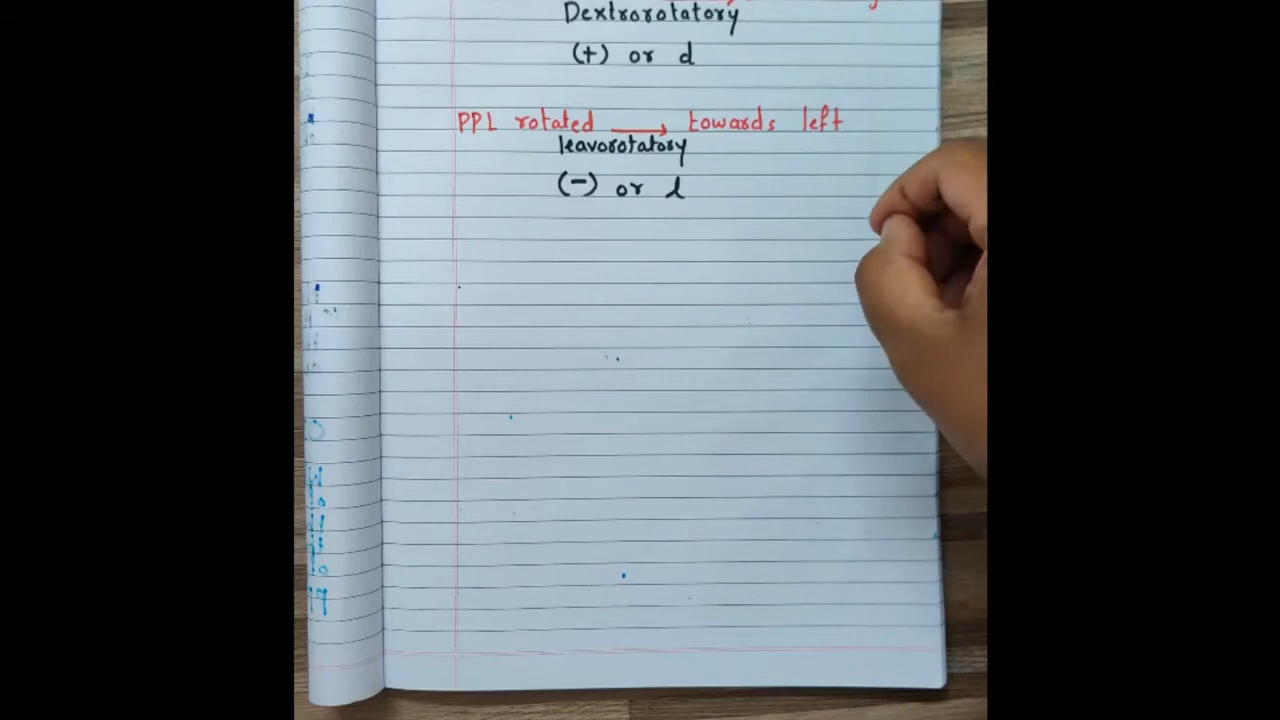 Dextrorotatory
(+) or d
PPL rotated → towards left
leavorotatory
(-) or l